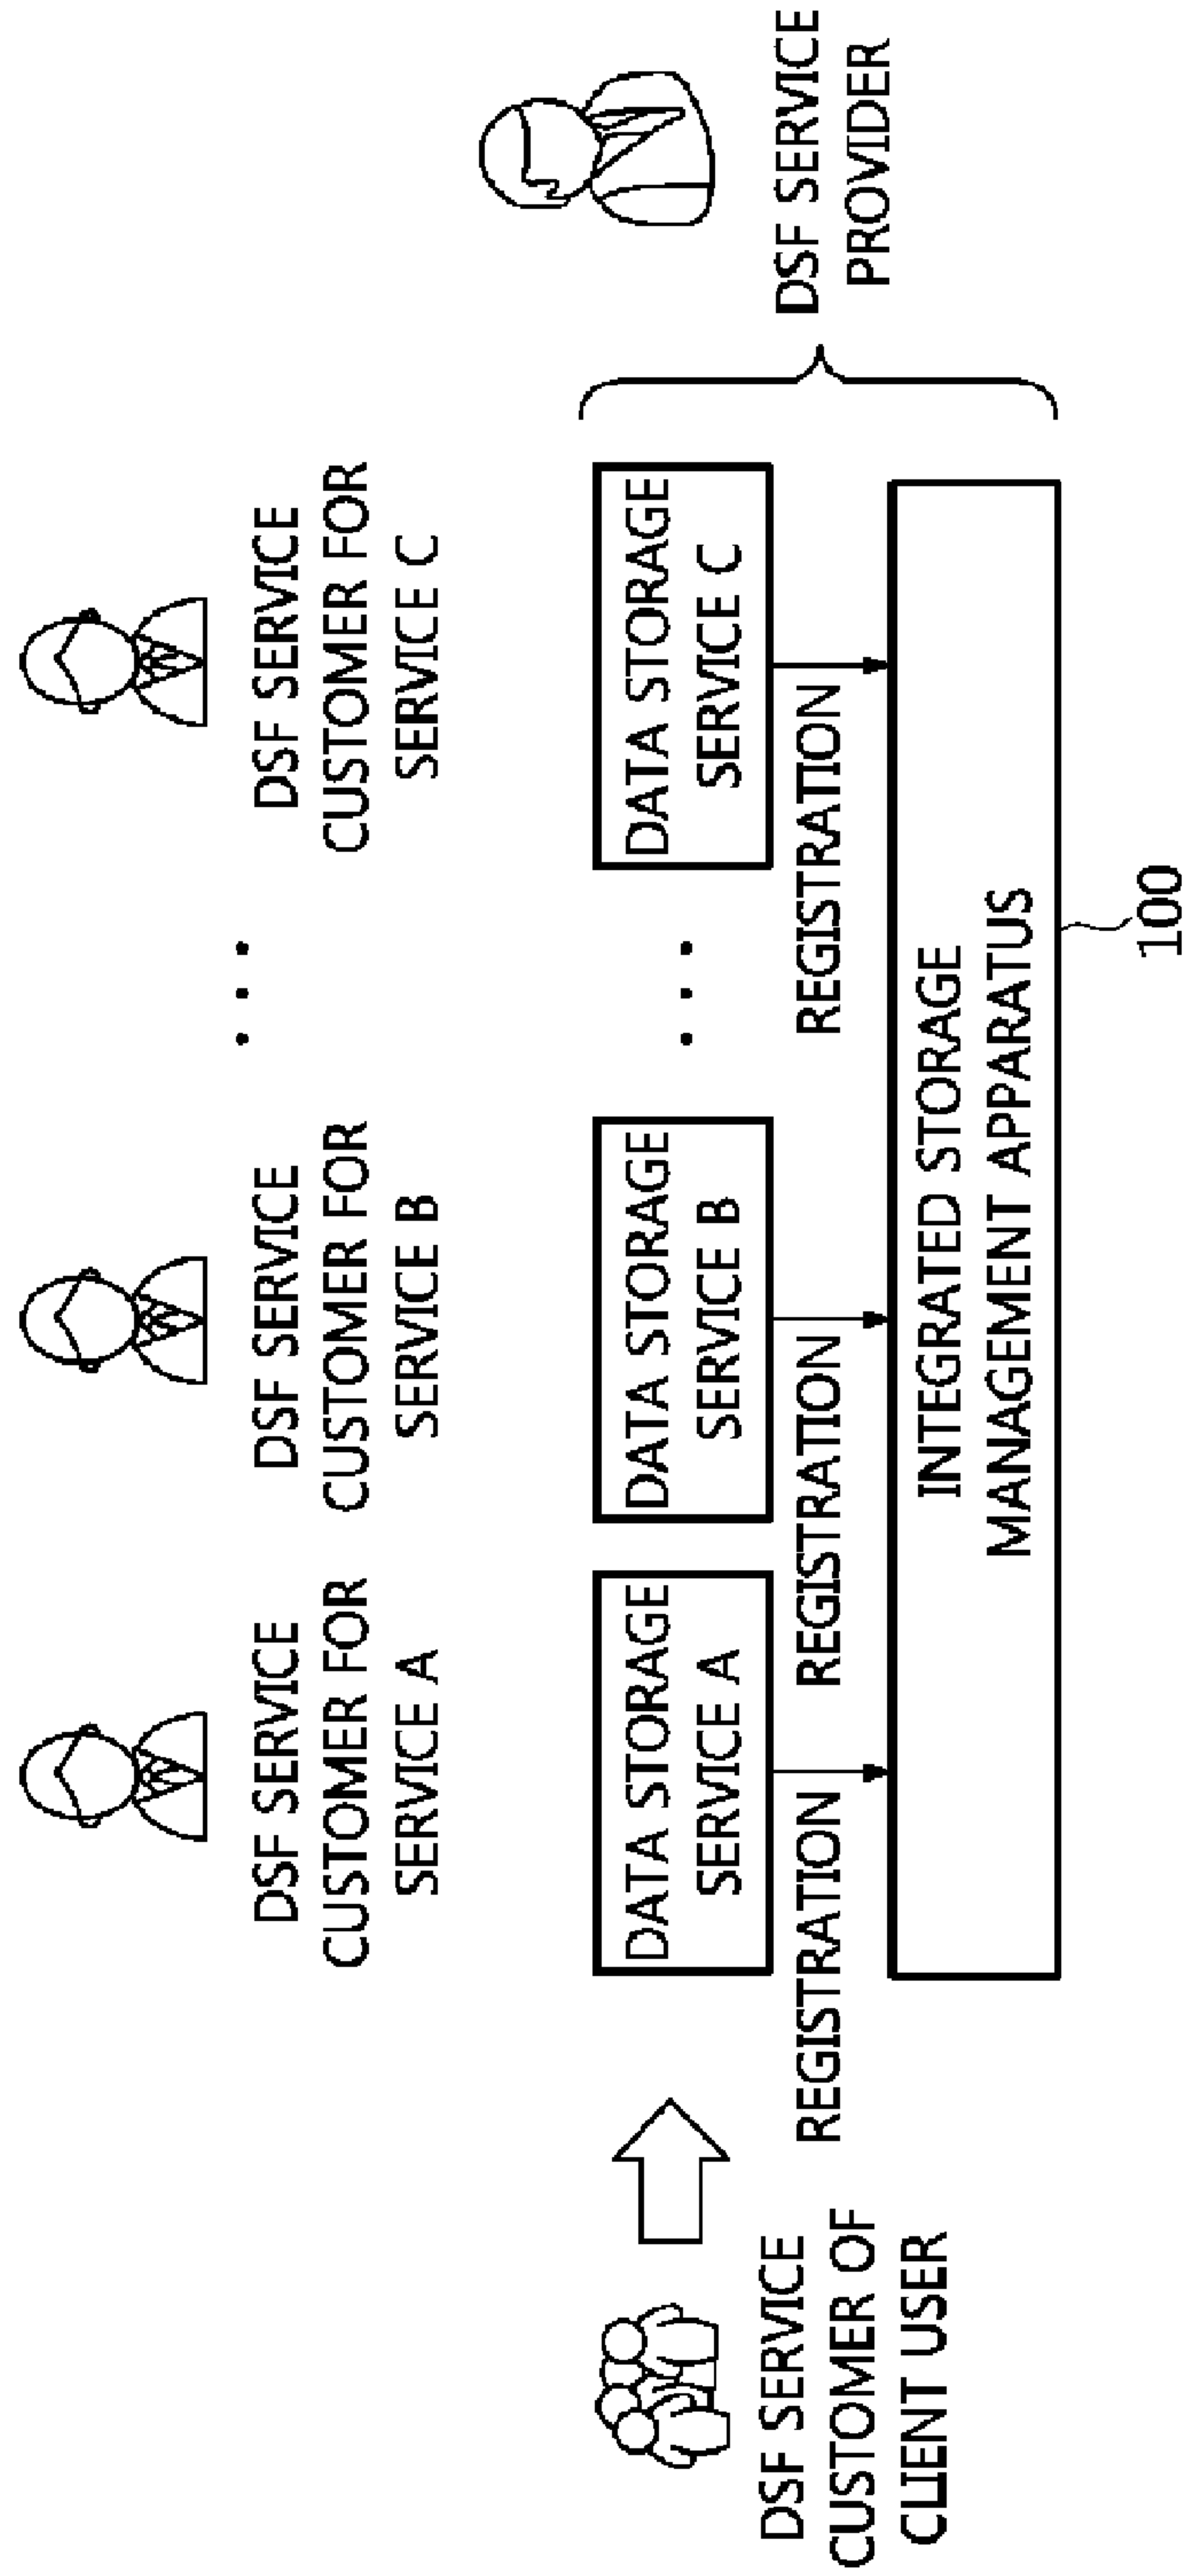 DSF SERVICE
CUSTOMER FOR
SERVICE A
DSF SERVICE
CUSTOMER FOR
SERVICE B
...
DSF SERVICE
CUSTOMER FOR
SERVICE C
DSF SERVICE
CUSTOMER OF
CLIENT USER
DATA STORAGE
SERVICE A
DATA STORAGE
SERVICE B
...
DATA STORAGE
SERVICE C
DSF SERVICE
PROVIDER
REGISTRATION
REGISTRATION
REGISTRATION
INTEGRATED STORAGE
MANAGEMENT APPARATUS
100